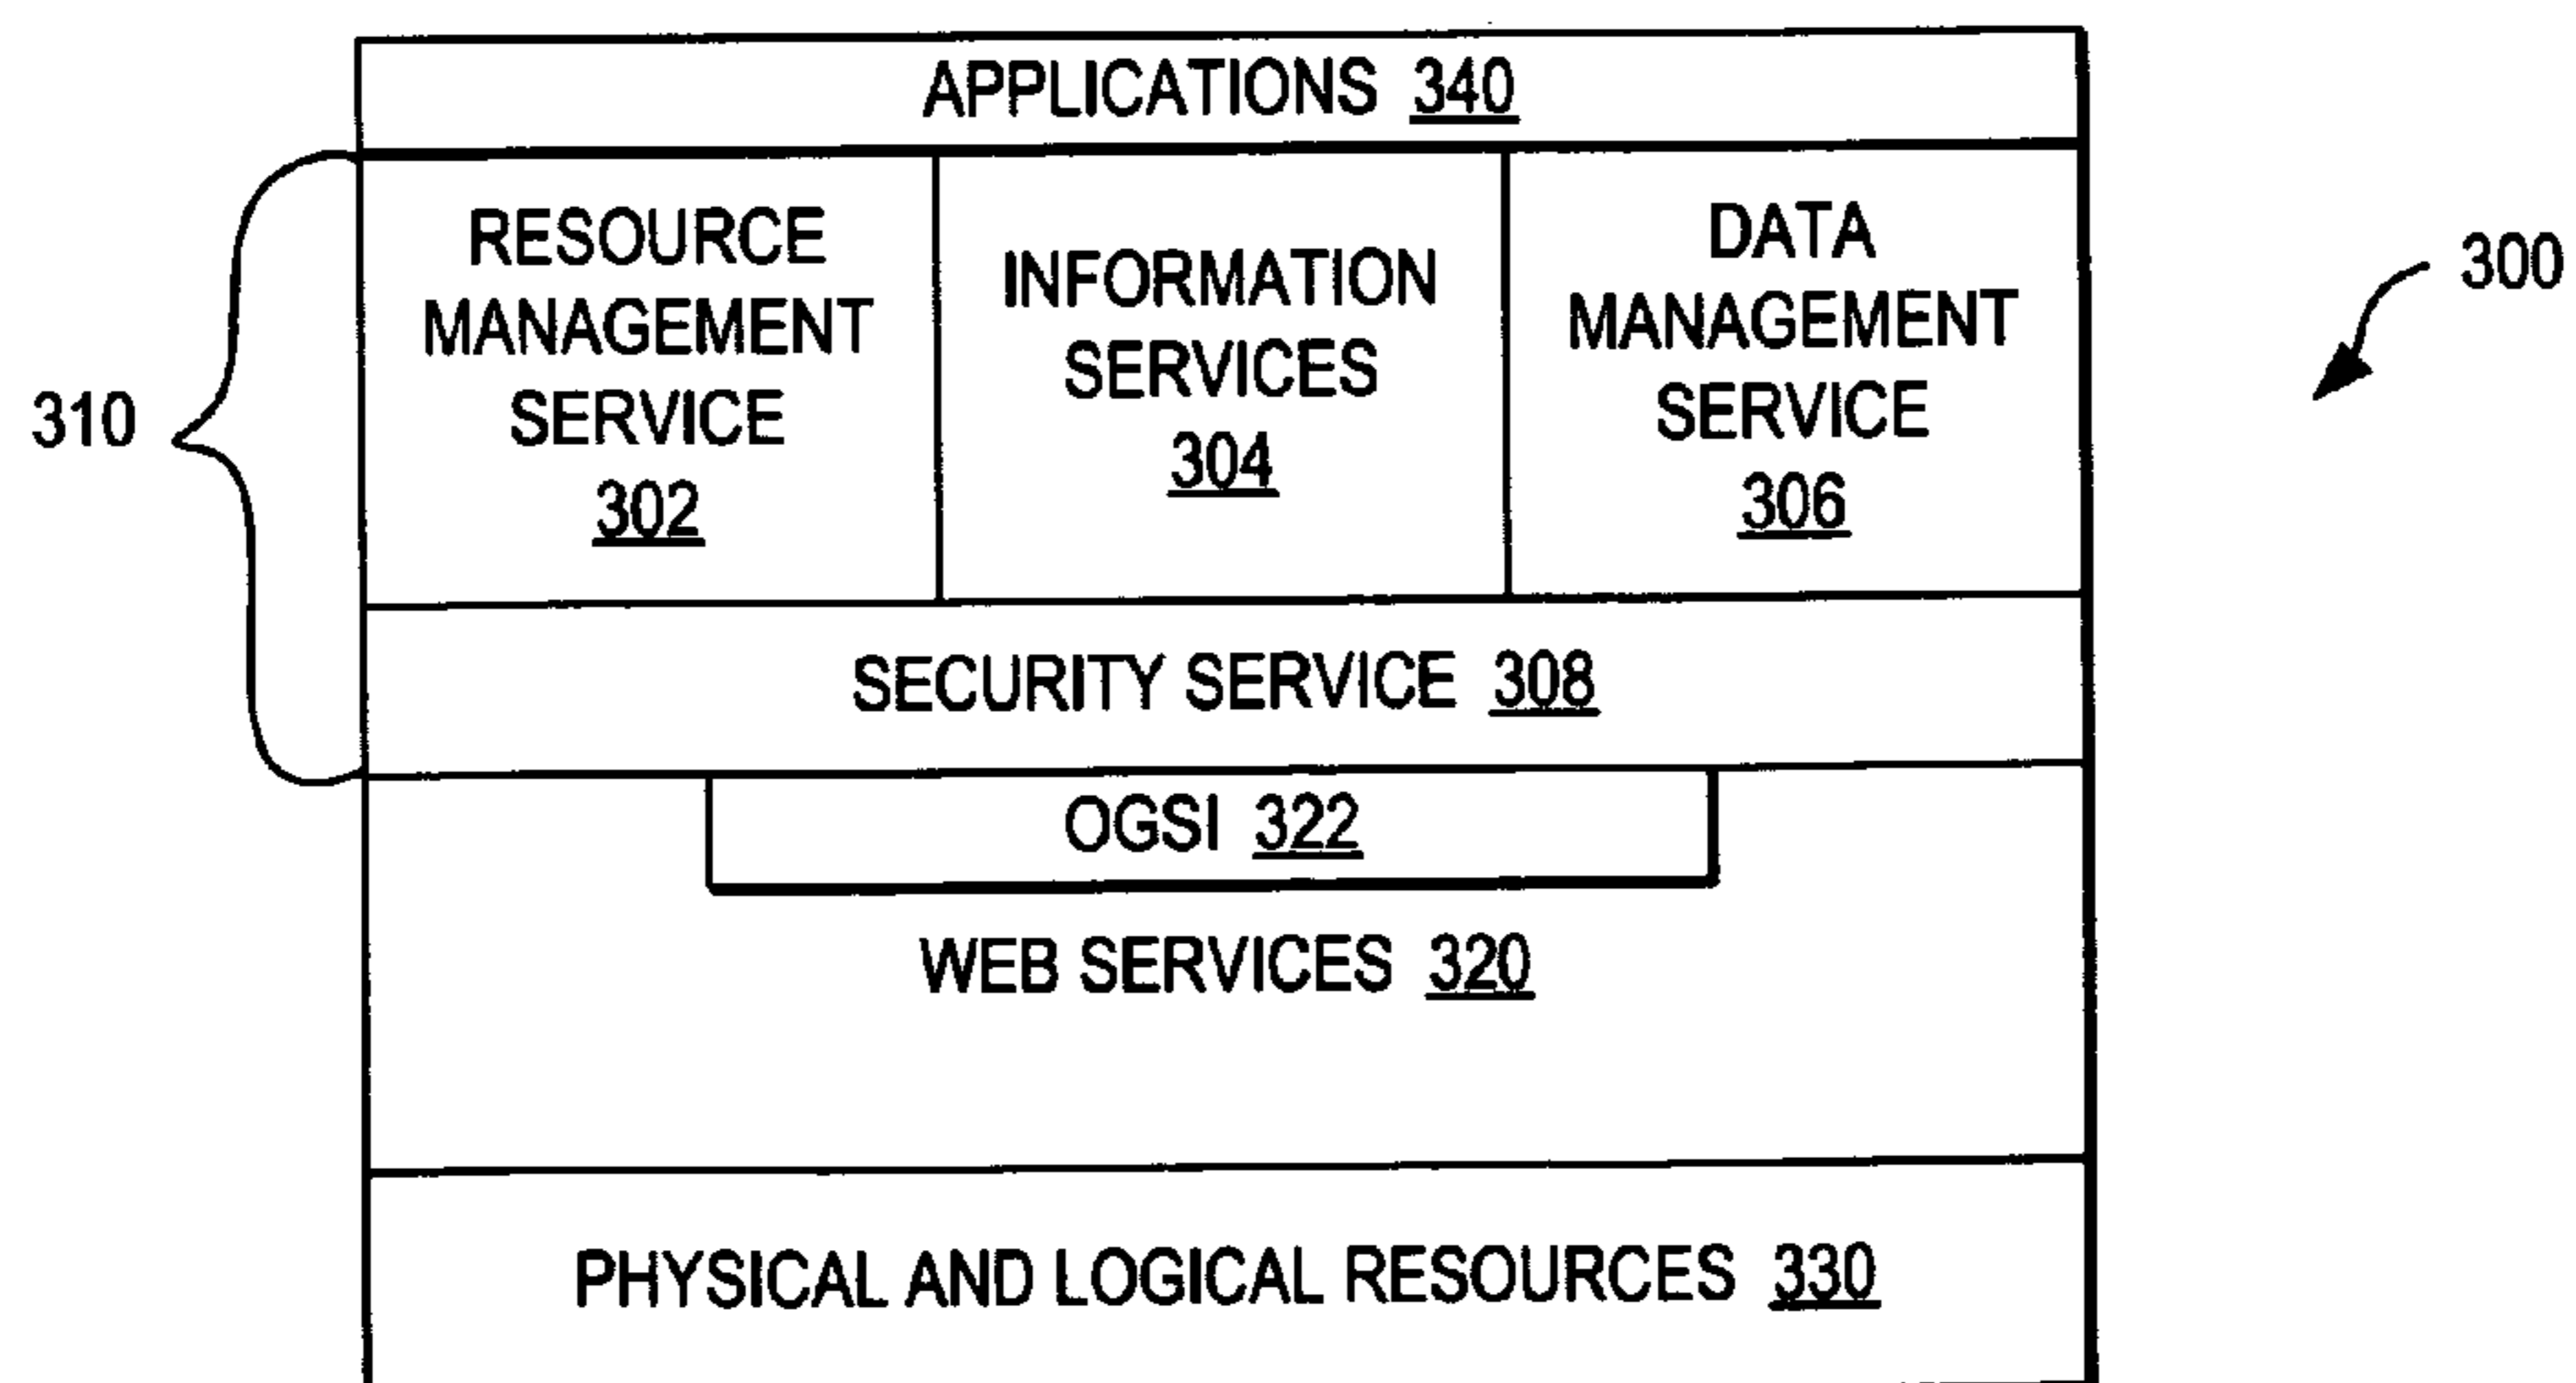 APPLICATIONS 340
RESOURCE
MANAGEMENT
SERVICE
302
INFORMATION
SERVICES
304
DATA
MANAGEMENT
SERVICE
306
300
310
SECURITY SERVICE 308
OGSI 322
WEB SERVICES 320
PHYSICAL AND LOGICAL RESOURCES 330